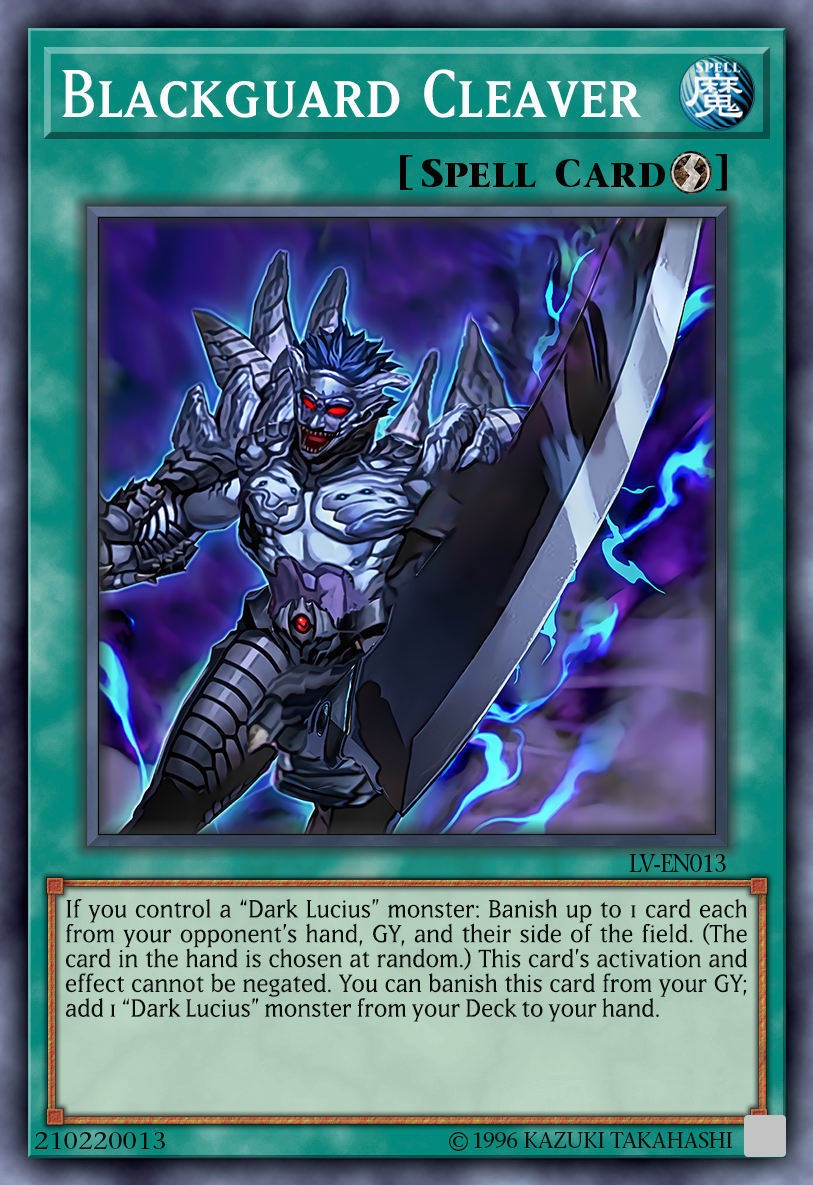 Blackguard Cleaver
SPELL
魔
[Spell Card]
LV-EN013
If you control a “Dark Lucius” monster: Banish up to 1 card each
from your opponent’s hand, GY, and their side of the field. (The
card in the hand is chosen at random.) This card’s activation and
effect cannot be negated. You can banish this card from your GY;
add 1 “Dark Lucius” monster from your Deck to your hand.
210220013
© 1996 KAZUKI TAKAHASHI